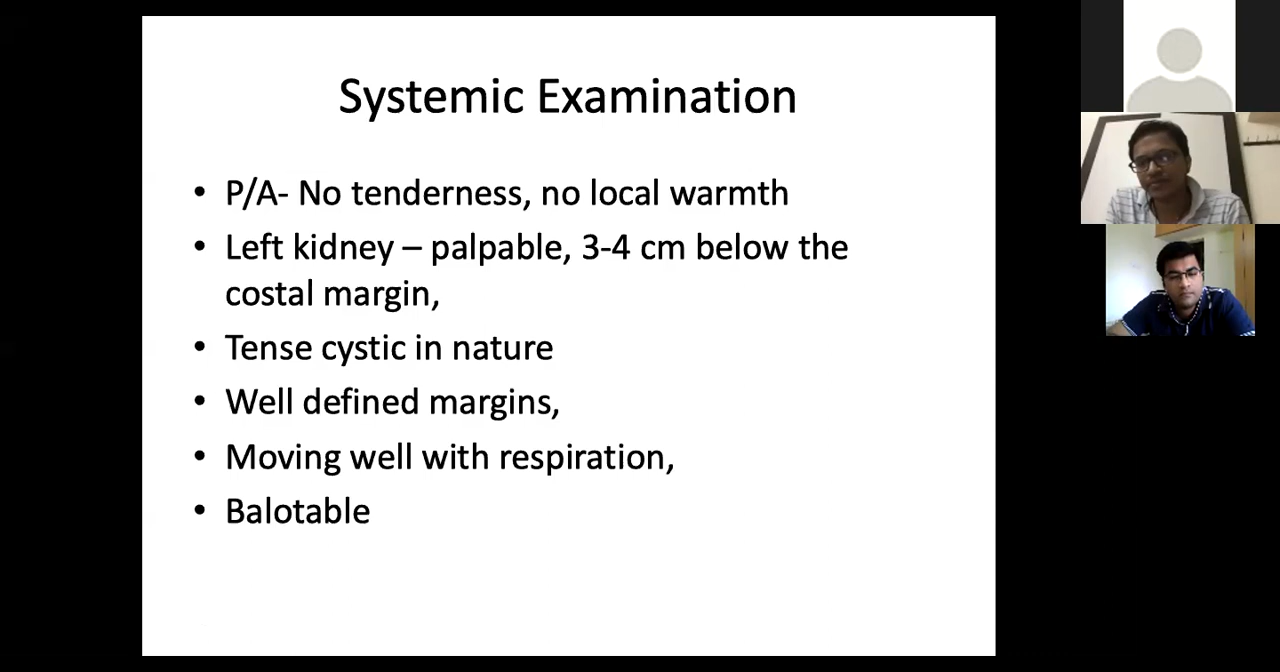 Systemic Examination
• P/A- No tenderness, no local warmth
• Left kidney – palpable, 3-4 cm below the
costal margin,
• Tense cystic in nature
• Well defined margins,
• Moving well with respiration,
• Balotable